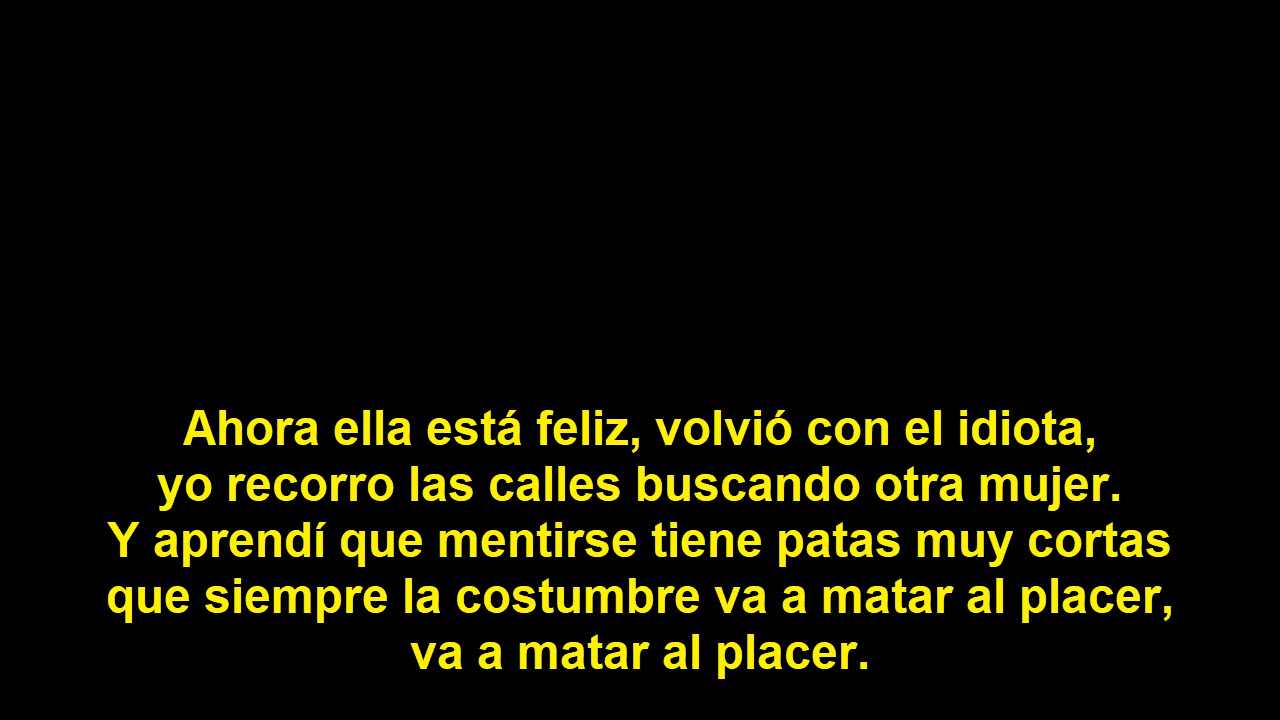 Ahora ella está feliz, volvió con el idiota,
yo recorro las calles buscando otra mujer.
Y aprendí que mentirse tiene patas muy cortas
que siempre la costumbre va a matar al placer,
va a matar al placer.